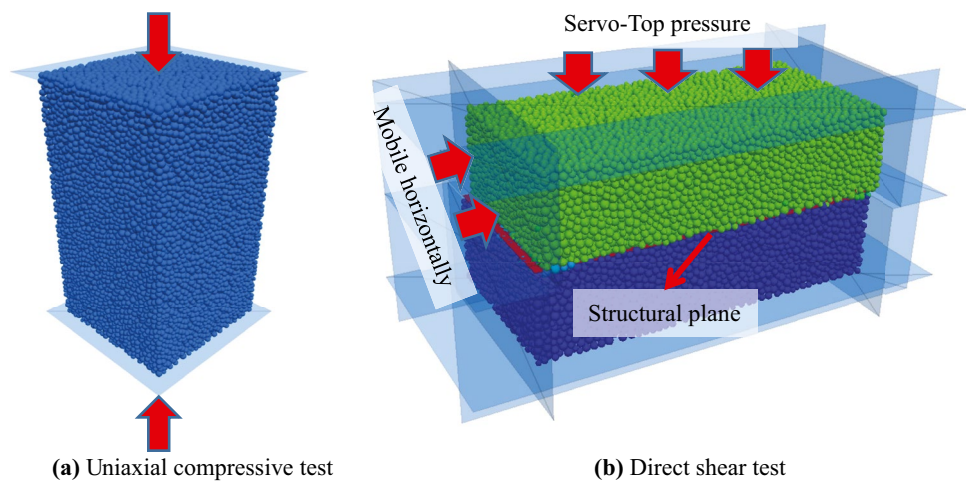 Servo-Top pressure
Mobile horizontally
Structural plane
(a) Uniaxial compressive test
(b) Direct shear test